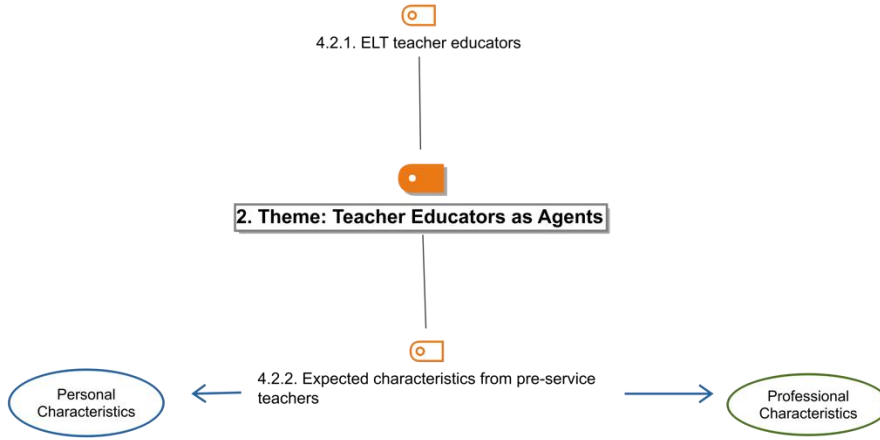 4.2.1. ELT teacher educators
2. Theme: Teacher Educators as Agents
4.2.2. Expected characteristics from pre-service
teachers
Personal
Characteristics
Professional
Characteristics